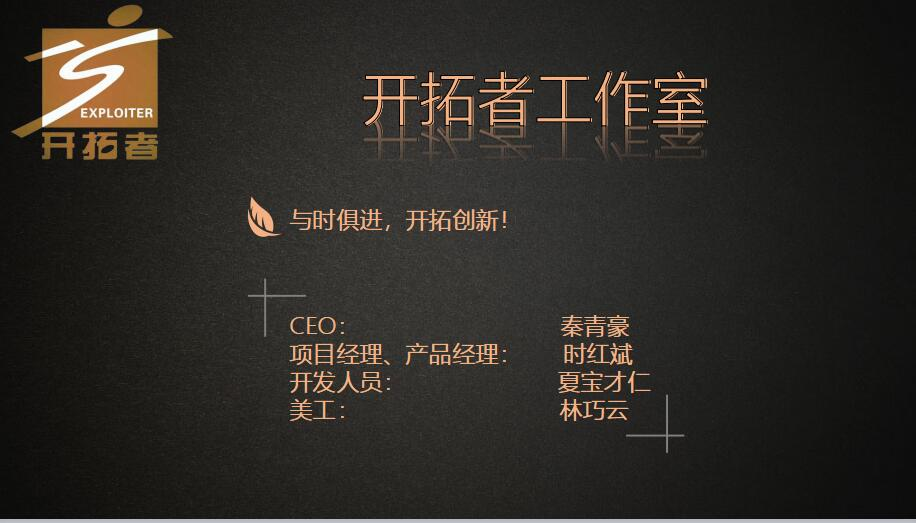 EXPLOITER
开拓者
开拓者工作室
与时俱进，开拓创新！
CEO： 秦青豪
项目经理、产品经理： 时红斌
开发人员： 夏宝才仁
美工： 林巧云